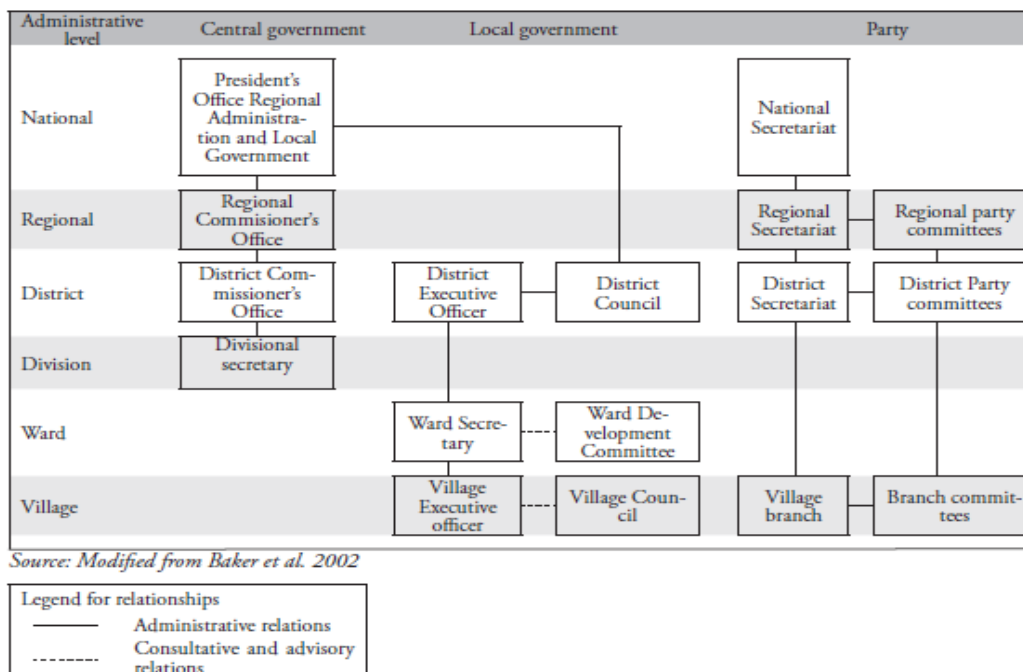 Administrative level Central government Local government Party
National
President's
Office Regional
Administra-
tion and Local
Government
National
Secretariat
Regional
Regional
Commisioner's
Office
Regional
Secretariat
Regional party
committees
District
District Com-
missioner's
Office
District
Executive
Officer
District
Council
District
Secretariat
District Party
committees
Division
Divisional
secretary
Ward
Ward Secre-
tary
Ward De-
velopment
Committee
Village
Village
Executive
officer
Village Coun-
cil
Village
branch
Branch commit-
tees
Source: Modified from Baker et al. 2002
Legend for relationships
Administrative relations
Consultative and advisory
relations